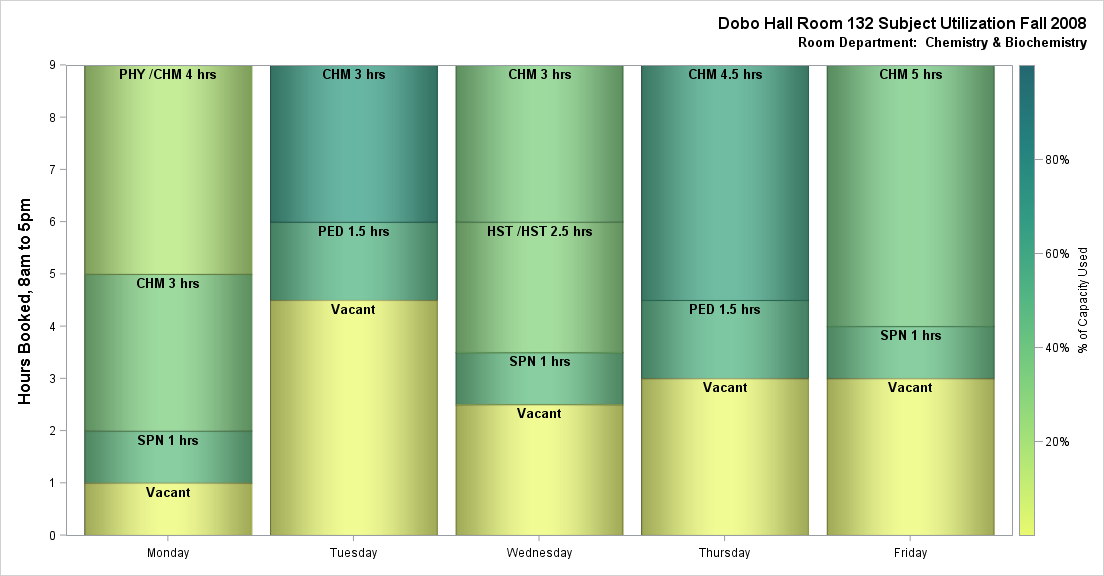 Dobo Hall Room 132 Subject Utilization Fall 2008
Room Department:  Chemistry & Biochemistry
Hours Booked, 8am to 5pm
9
8
7
6
5
4
3
2
1
0
PHY /CHM 4 hrs
CHM 3 hrs
SPN 1 hrs
Vacant
Monday
CHM 3 hrs
PED 1.5 hrs
Vacant
Tuesday
CHM 3 hrs
HST /HST 2.5 hrs
SPN 1 hrs
Vacant
Wednesday
CHM 4.5 hrs
PED 1.5 hrs
Vacant
Thursday
CHM 5 hrs
SPN 1 hrs
Vacant
Friday
80%
60%
40%
20%
% of Capacity Used